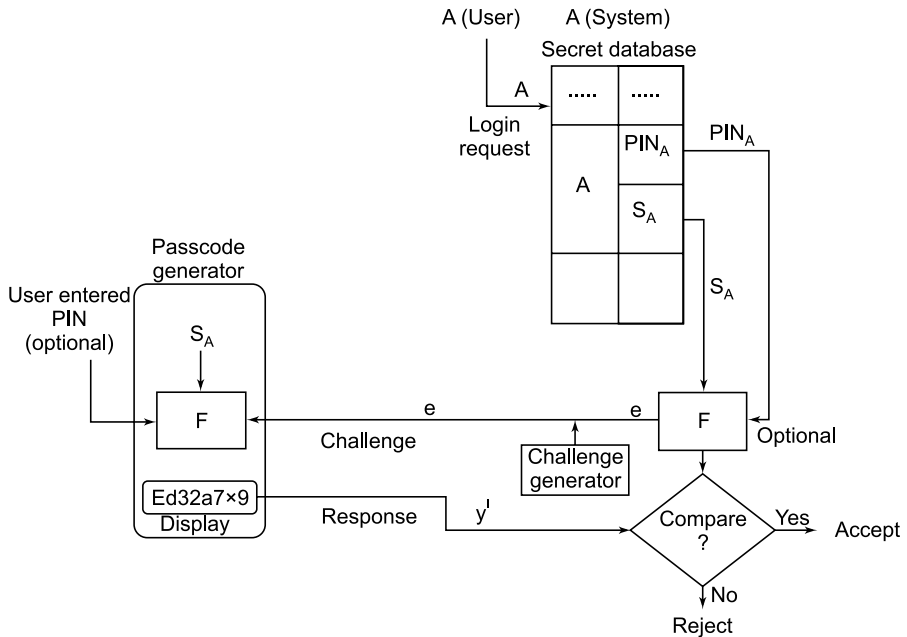 A (User)
A (System)
Secret database
A
Login
request
..... .....
PIN_A
A
S_A
PIN_A
S_A
Passcode
generator
User entered
PIN
(optional)
S_A
F
e
Challenge
e
Challenge
generator
F
Optional
Ed32a7×9
Display
Response
y'
Compare
?
Yes
Accept
No
Reject